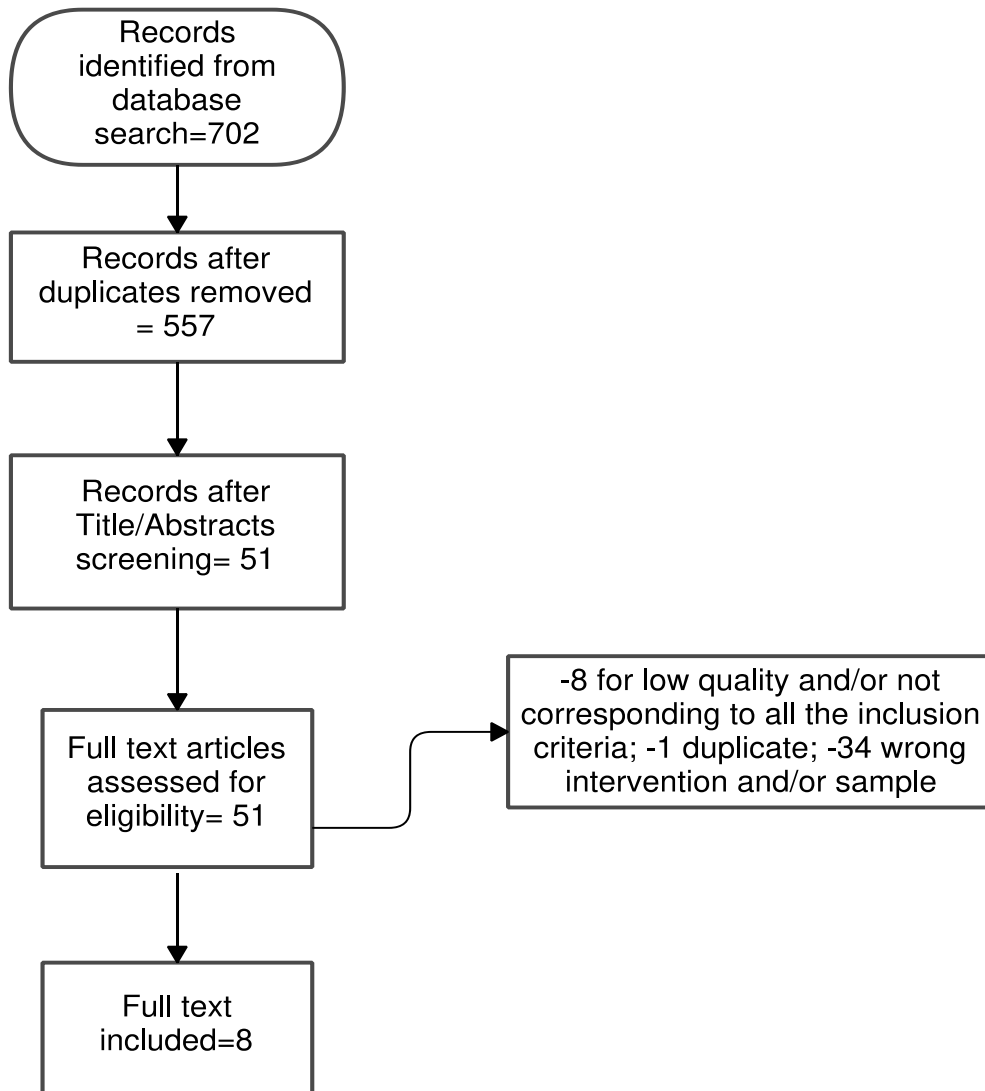 Records
identified from
database
search=702
Records after
duplicates removed
= 557
Records after
Title/Abstracts
screening= 51
Full text articles
assessed for
eligibility= 51
-8 for low quality and/or not
corresponding to all the inclusion
criteria; -1 duplicate; -34 wrong
intervention and/or sample
Full text
included=8